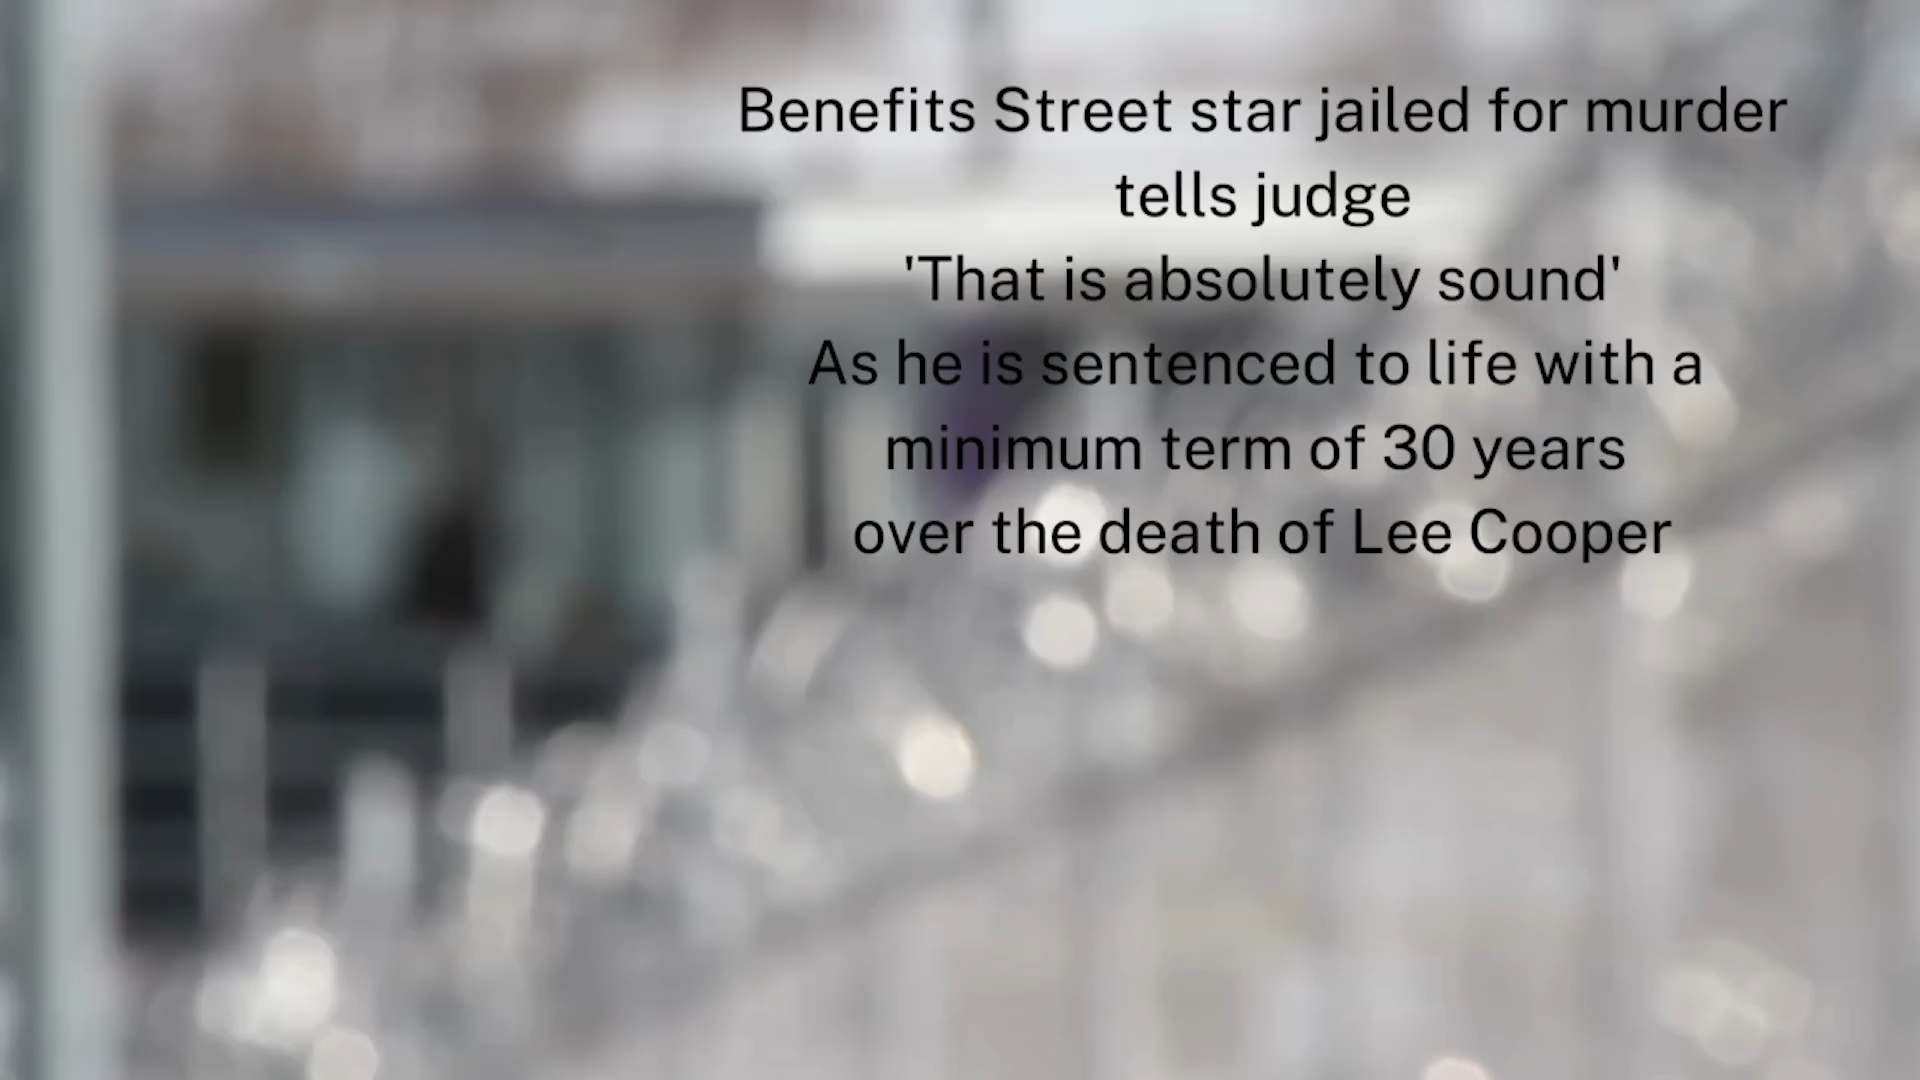 Benefits Street star jailed for murder
tells judge
'That is absolutely sound'
As he is sentenced to life with a
minimum term of 30 years
over the death of Lee Cooper